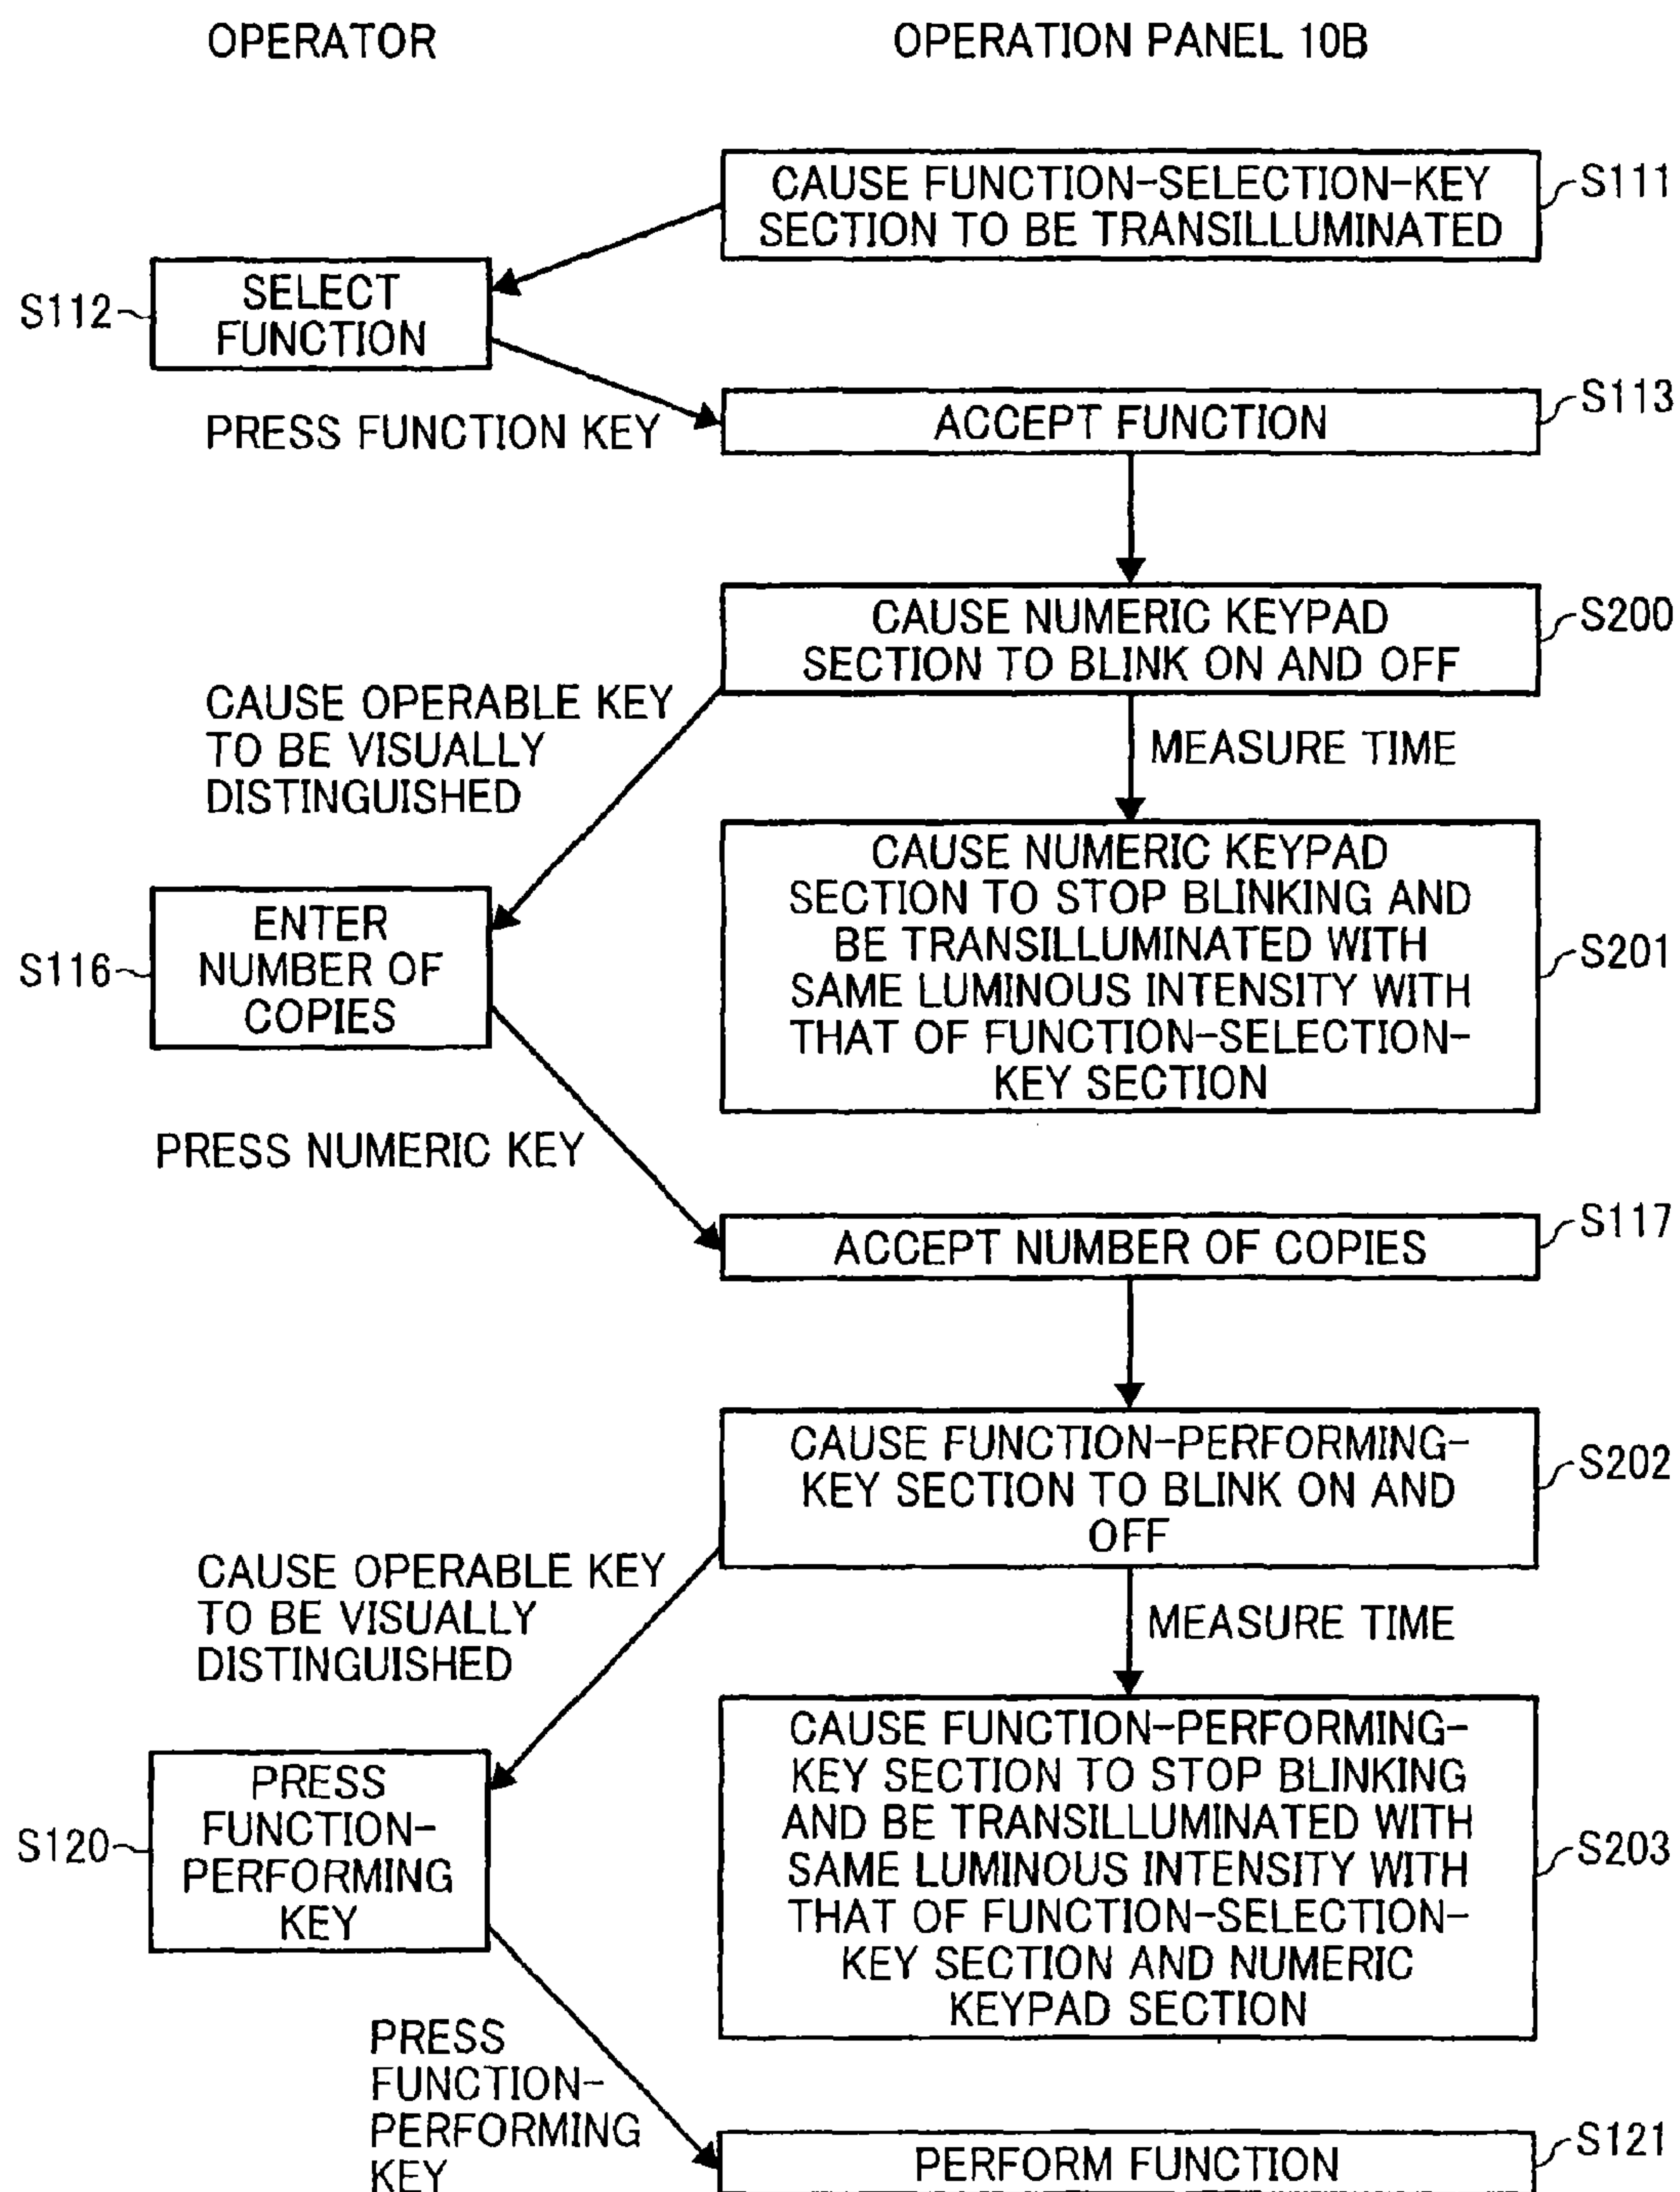 OPERATOR
OPERATION PANEL 10B
CAUSE FUNCTION-SELECTION-KEY
SECTION TO BE TRANSILLUMINATED
S111
S112
SELECT
FUNCTION
PRESS FUNCTION KEY
ACCEPT FUNCTION
S113
CAUSE NUMERIC KEYPAD
SECTION TO BLINK ON AND OFF
S200
CAUSE OPERABLE KEY
TO BE VISUALLY
DISTINGUISHED
MEASURE TIME
CAUSE NUMERIC KEYPAD
SECTION TO STOP BLINKING AND
BE TRANSILLUMINATED WITH
SAME LUMINOUS INTENSITY WITH
THAT OF FUNCTION-SELECTION-
KEY SECTION
S201
S116
ENTER
NUMBER OF
COPIES
PRESS NUMERIC KEY
ACCEPT NUMBER OF COPIES
S117
CAUSE FUNCTION-PERFORMING-
KEY SECTION TO BLINK ON AND
OFF
S202
CAUSE OPERABLE KEY
TO BE VISUALLY
DISTINGUISHED
MEASURE TIME
CAUSE FUNCTION-PERFORMING-
KEY SECTION TO STOP BLINKING
AND BE TRANSILLUMINATED WITH
SAME LUMINOUS INTENSITY WITH
THAT OF FUNCTION-SELECTION-
KEY SECTION AND NUMERIC
KEYPAD SECTION
S203
S120
PRESS
FUNCTION-
PERFORMING
KEY
PRESS
FUNCTION-
PERFORMING
KEY
PERFORM FUNCTION
S121